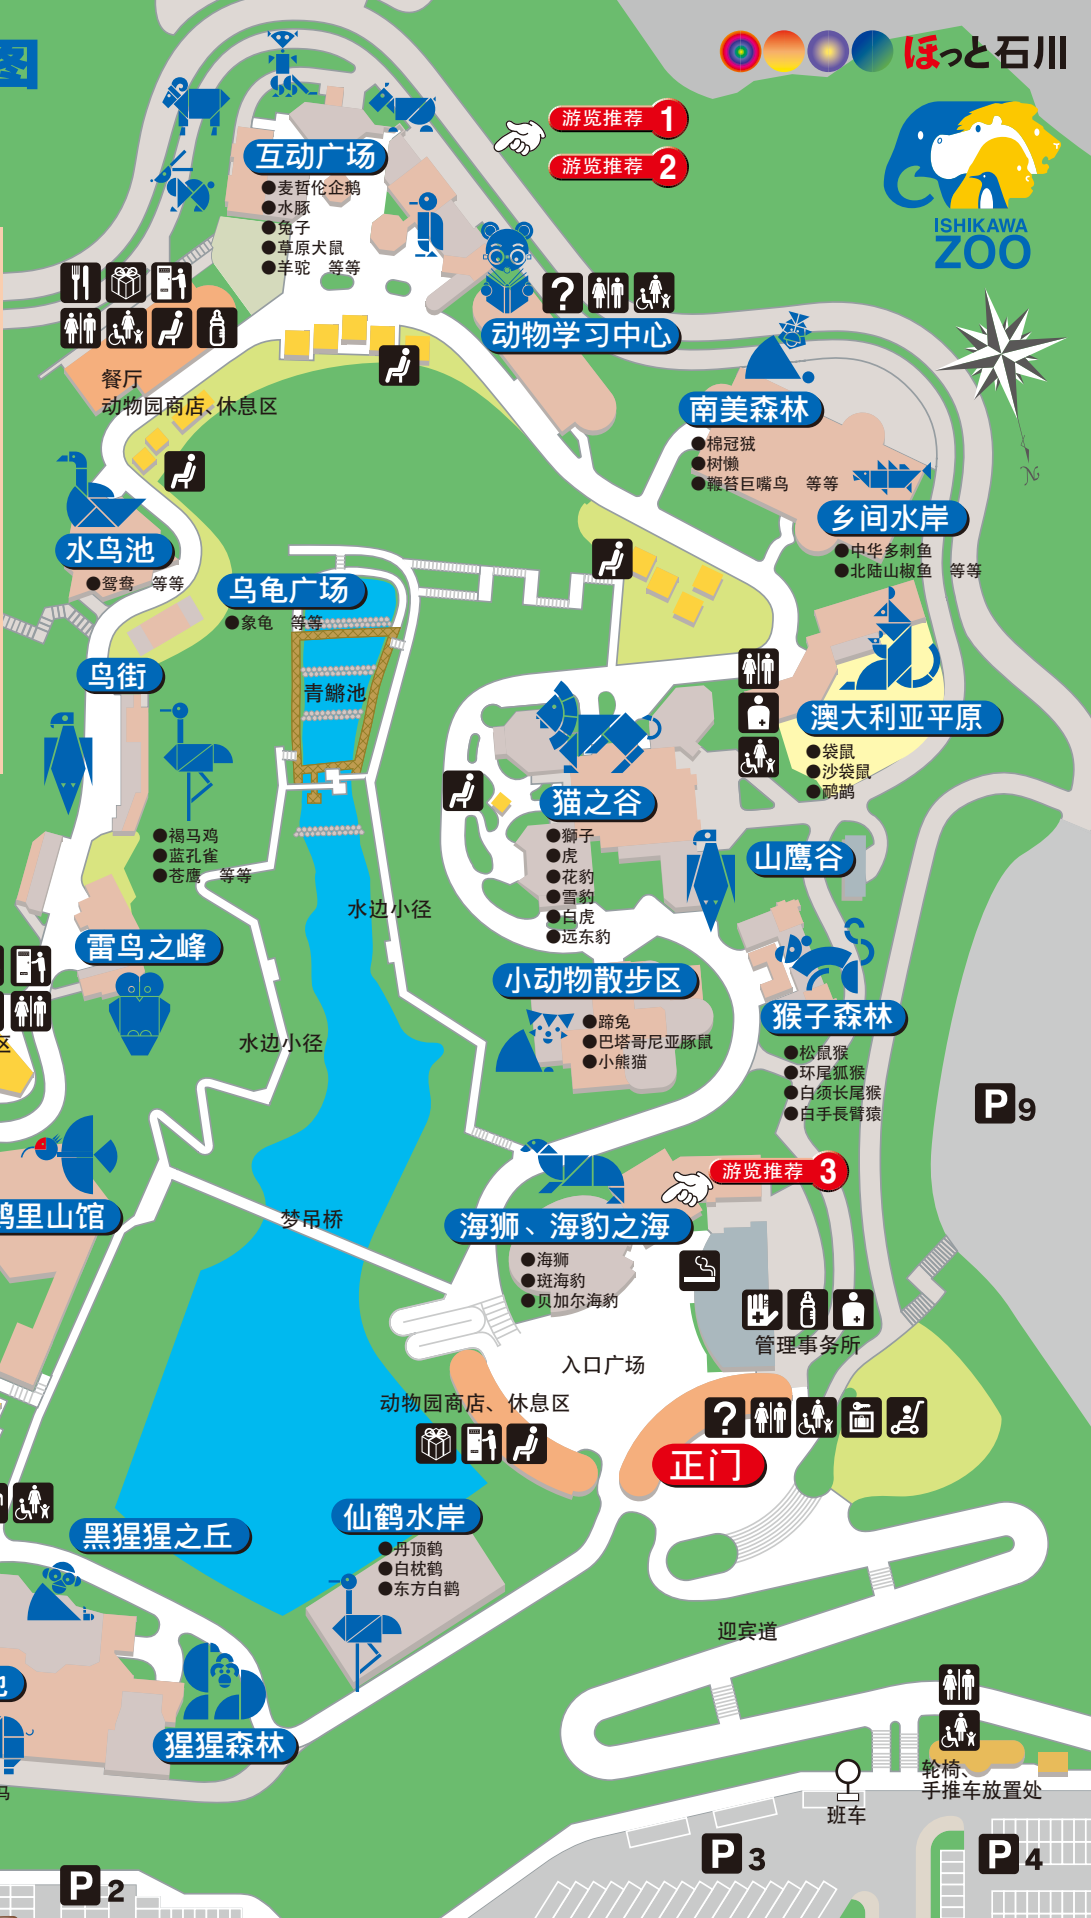 图
ほっと石川
ISHIKAWA
ZOO
游览推荐 1
游览推荐 2
互动广场
●麦哲伦企鹅
●水豚
●兔子
●草原犬鼠
●羊驼 等等
?
动物学习中心
餐厅
动物园商店、休息区
南美森林
●棉冠狨
●树懒
●鞭笞巨嘴鸟 等等
N
乡间水岸
●中华多刺鱼
●北陆山椒鱼 等等
水鸟池
●鸳鸯 等等
乌龟广场
●象龟 等等
青鳉池
鸟街
●褐马鸡
●蓝孔雀
●苍鹰 等等
澳大利亚平原
●袋鼠
●沙袋鼠
●鸸鹋
猫之谷
●狮子
●虎
●花豹
●雪豹
●白虎
●远东豹
山鹰谷
水边小径
雷鸟之峰
小动物散步区
●蹄兔
●巴塔哥尼亚豚鼠
●小熊猫
猴子森林
●松鼠猴
●环尾狐猴
●白须长尾猴
●白手長臂猿
水边小径
区
P9
游览推荐 3
鹮里山馆
梦吊桥
海狮、海豹之海
●海狮
●斑海豹
●贝加尔海豹
管理事务所
入口广场
动物园商店、休息区
?
正门
仙鹤水岸
●丹顶鹤
●白枕鹤
●东方白鹳
黑猩猩之丘
迎宾道
猩猩森林
马
轮椅、
手推车放置处
班车
P2
P3
P4